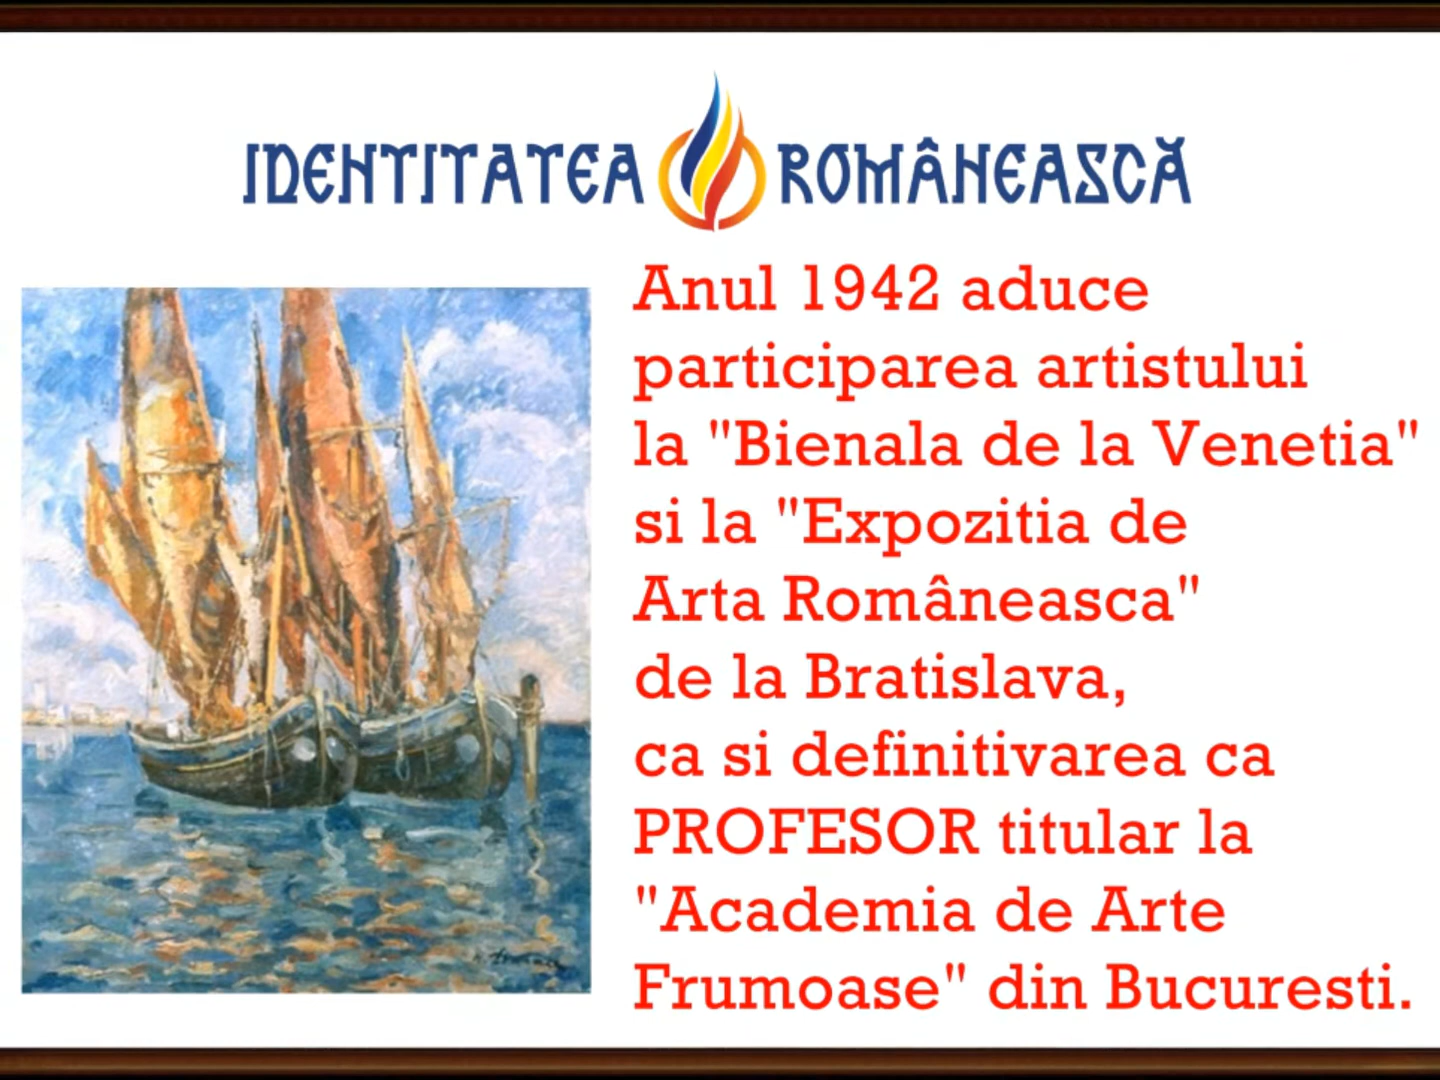 IDENTITATEA ROMÂNEASCĂ
Anul 1942 aduce
participarea artistului
la "Bienala de la Venetia"
si la "Expozitia de
Arta Româneasca"
de la Bratislava,
ca si definitivarea ca
PROFESOR titular la
"Academia de Arte
Frumoase" din Bucuresti.